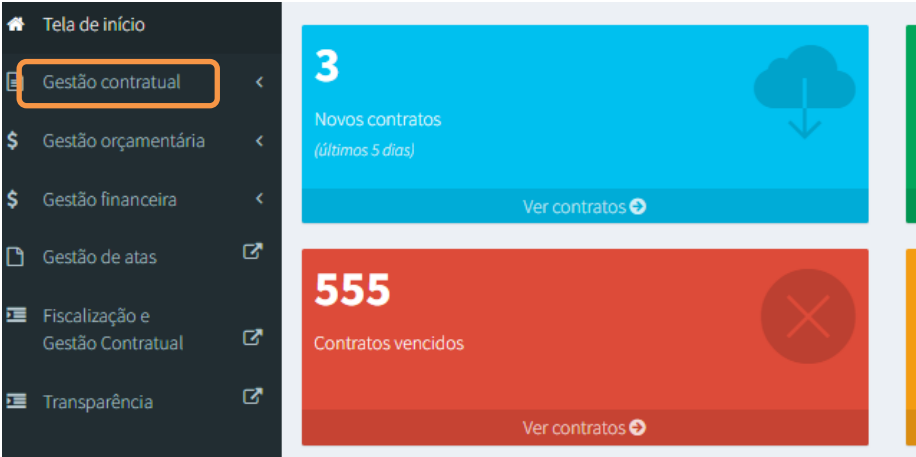 Tela de início
Gestão contratual
Gestão orçamentária
Gestão financeira
Gestão de atas
Fiscalização e
Gestão Contratual
Transparência
3
Novos contratos
(últimos 5 dias)
Ver contratos
555
Contratos vencidos
Ver contratos